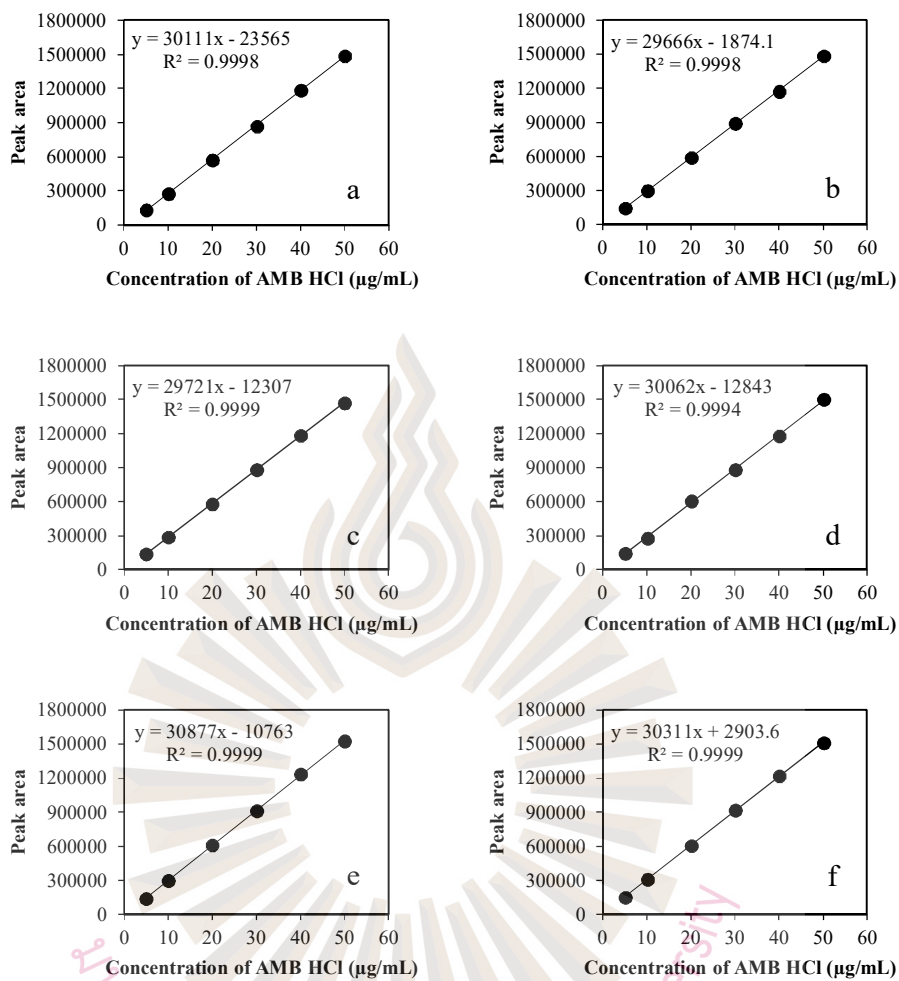 1800000
1500000
1200000
900000
600000
300000
0
y = 30111x - 23565
R² = 0.9998
a
0 10 20 30 40 50 60
Peak area
Concentration of AMB HCl (µg/mL)
1800000
1500000
1200000
900000
600000
300000
0
y = 29666x - 1874.1
R² = 0.9998
b
0 10 20 30 40 50 60
Peak area
Concentration of AMB HCl (µg/mL)
1800000
1500000
1200000
900000
600000
300000
0
y = 29721x - 12307
R² = 0.9999
c
0 10 20 30 40 50 60
Peak area
Concentration of AMB HCl (µg/mL)
1800000
1500000
1200000
900000
600000
300000
0
y = 30062x - 12843
R² = 0.9994
d
0 10 20 30 40 50 60
Peak area
Concentration of AMB HCl (µg/mL)
1800000
1500000
1200000
900000
600000
300000
0
y = 30877x - 10763
R² = 0.9999
e
0 10 20 30 40 50 60
Peak area
Concentration of AMB HCl (µg/mL)
1800000
1500000
1200000
900000
600000
300000
0
y = 30311x + 2903.6
R² = 0.9999
f
0 10 20 30 40 50 60
Peak area
Concentration of AMB HCl (µg/mL)